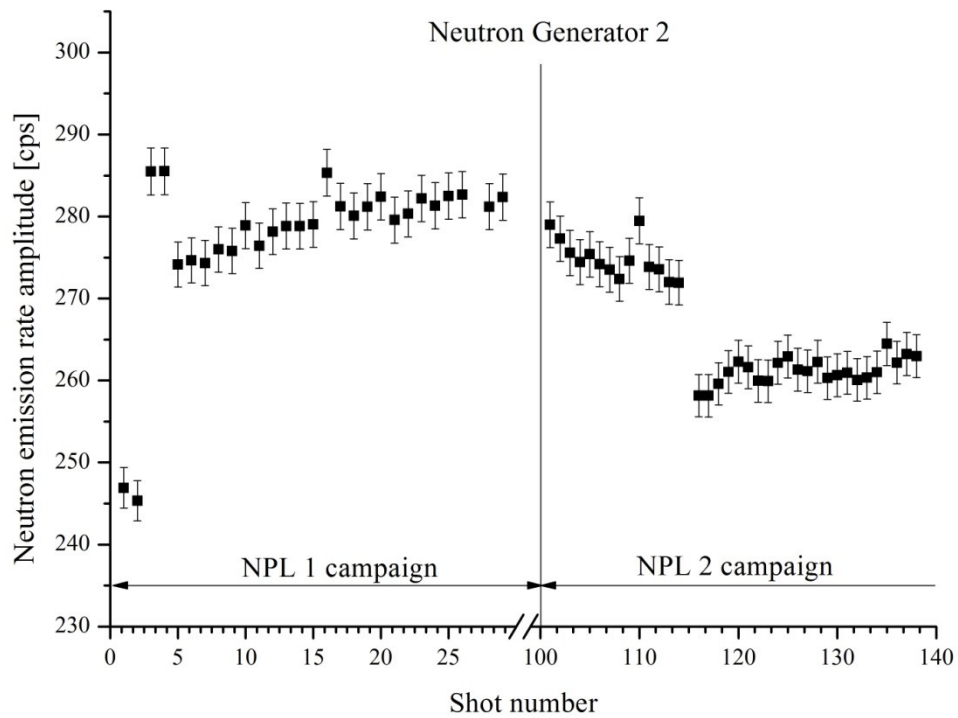 Neutron Generator 2
Neutron emission rate amplitude [cps]
300
290
280
270
260
250
240
230
NPL 1 campaign
NPL 2 campaign
0 5 10 15 20 25 100 110 120 130 140
Shot number